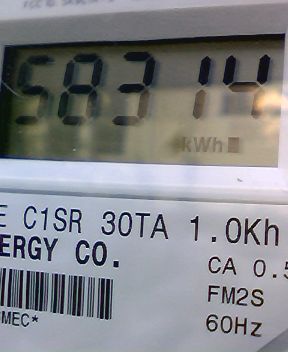 58314
kWh
E C1SR 30TA 1.0Kh
ERGY CO.
CA 0.5
FM2S
MEC*
60Hz